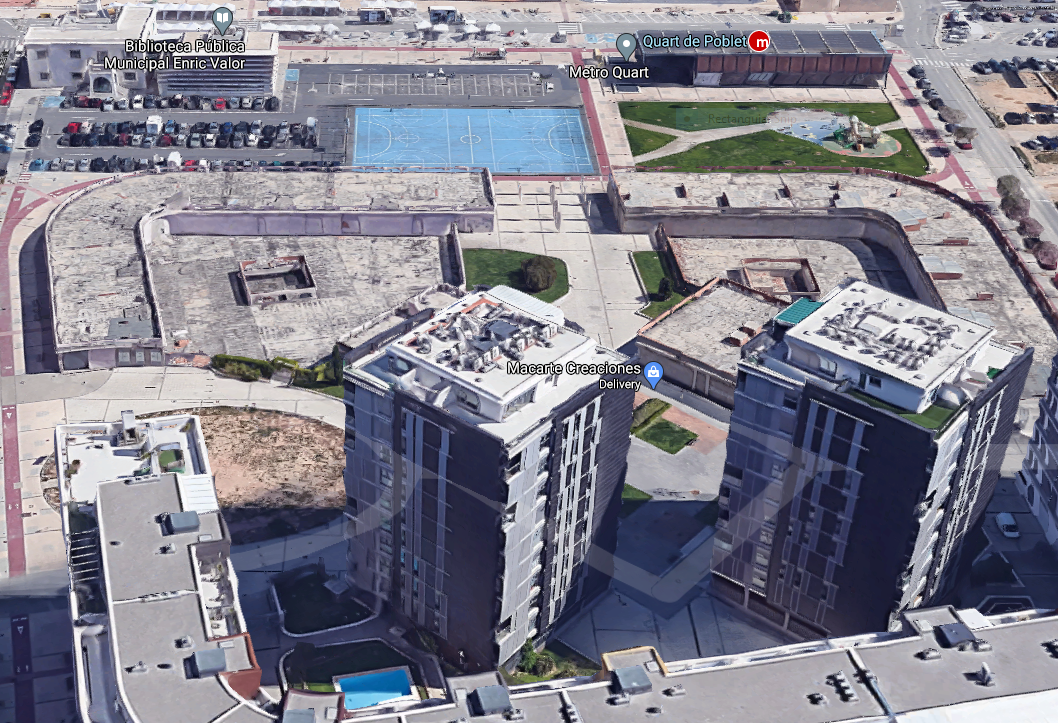 Biblioteca Pública
Municipal Enric Valor
Quart de Poblet
m
Metro Quart
Macarte Creaciones
Delivery